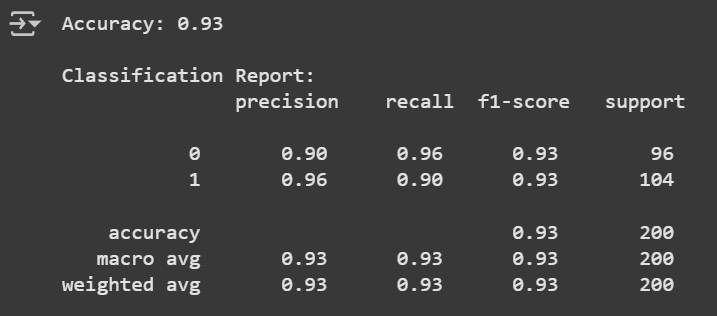 Accuracy: 0.93
Classification Report:
precision recall f1-score support
0 0.90 0.96 0.93 96
1 0.96 0.90 0.93 104
accuracy 0.93 200
macro avg 0.93 0.93 0.93 200
weighted avg 0.93 0.93 0.93 200